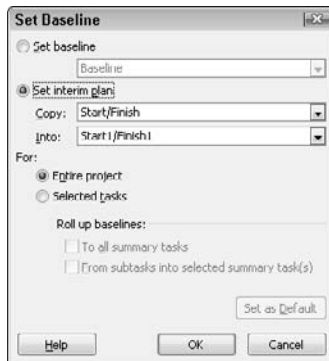 Set Baseline
Set baseline
Baseline
Set interim plan
Copy: Start/Finish
Into: Start1/Finish1
For:
Entire project
Selected tasks
Roll up baselines:
To all summary tasks
From subtasks into selected summary task(s)
Set as Default
Help OK Cancel